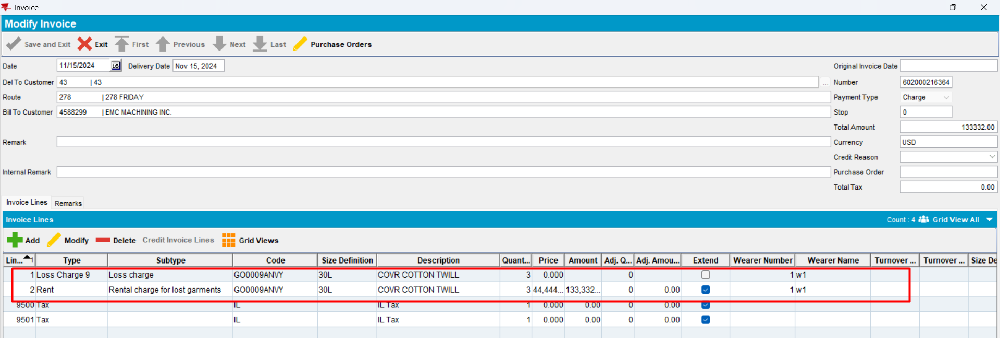 Invoice
Modify Invoice
Save and Exit Exit First Previous Next Last Purchase Orders
Date 11/15/2024 16 Delivery Date Nov 15, 2024 Original Invoice Date
Del To Customer 43 | 43 ... Number 602000216364
Route 278 | 278 FRIDAY Payment Type Charge
Bill To Customer 4588299 | EMC MACHINING INC. Stop 0
Total Amount 133332.00
Remark Currency USD
Credit Reason
Internal Remark Purchase Order
Total Tax 0.00
Invoice Lines Remarks
Invoice Lines Count : 4 Grid View All
Add Modify Delete Credit Invoice Lines Grid Views
Lin... 1 Type Subtype Code Size Definition Description Quant... Price Amount Adj. Q... Adj. Amou... Extend Wearer Number Wearer Name Turnover ... Turnover ... Size De
1 Loss Charge 9 Loss charge GO0009ANVY 30L COVR COTTON TWILL 3 0.000 0 1 w1
2 Rent Rental charge for lost garments GO0009ANVY 30L COVR COTTON TWILL 3 44,444... 133,332... 0 0.00 1 w1
9500 Tax IL IL Tax 1 0.000 0.00 0 0.00
9501 Tax IL IL Tax 1 0.000 0.00 0 0.00